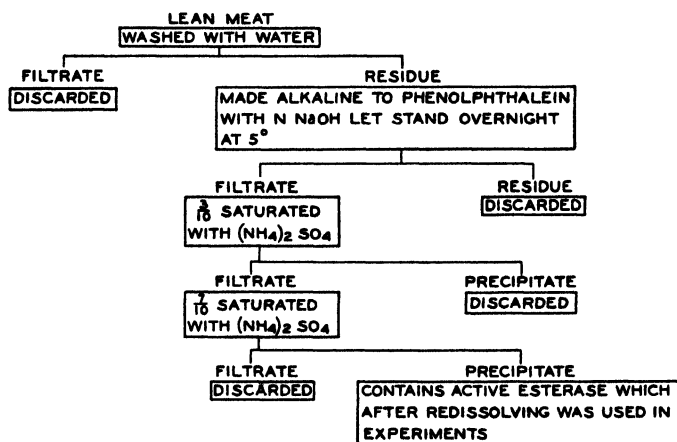 LEAN MEAT
WASHED WITH WATER
FILTRATE
DISCARDED
RESIDUE
MADE ALKALINE TO PHENOLPHTHALEIN
WITH N NaOH LET STAND OVERNIGHT
AT 5°
FILTRATE
3/10 SATURATED
WITH (NH4)2 SO4
RESIDUE
DISCARDED
FILTRATE
7/10 SATURATED
WITH (NH4)2 SO4
PRECIPITATE
DISCARDED
FILTRATE
DISCARDED
PRECIPITATE
CONTAINS ACTIVE ESTERASE WHICH
AFTER REDISSOLVING WAS USED IN
EXPERIMENTS